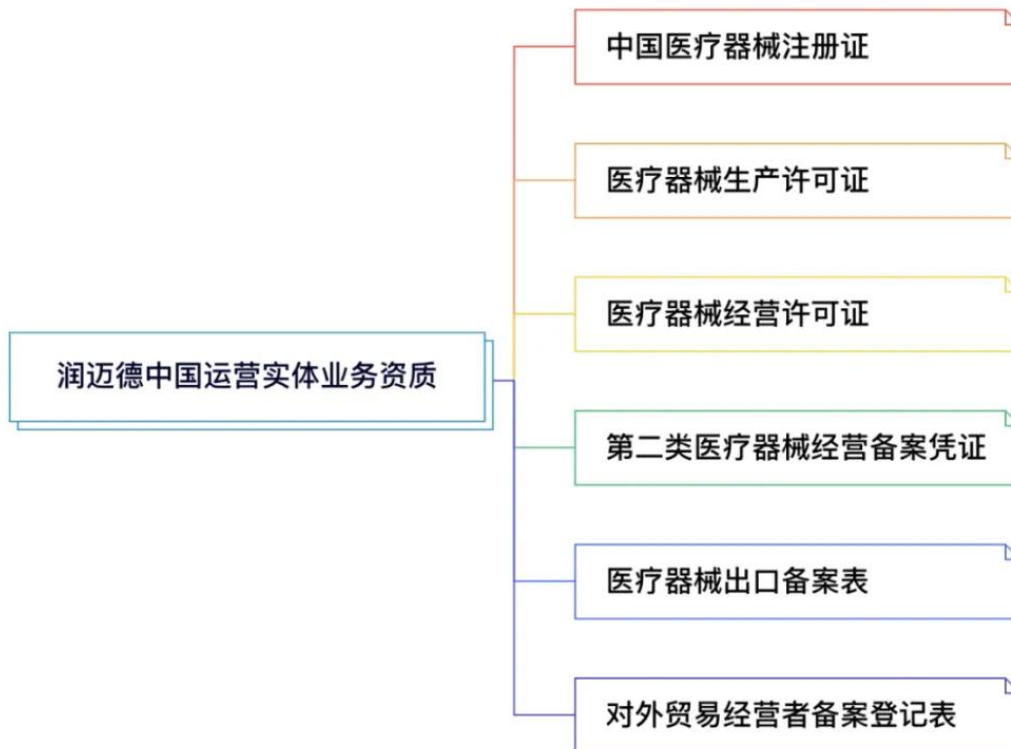 中国医疗器械注册证
医疗器械生产许可证
医疗器械经营许可证
润迈德中国运营实体业务资质
第二类医疗器械经营备案凭证
医疗器械出口备案表
对外贸易经营者备案登记表